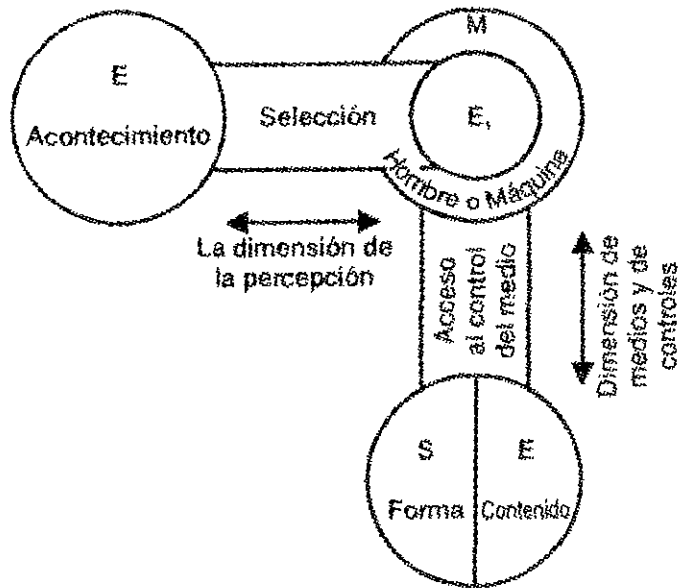 E
Acontecimiento
Selección
M
E₁
Hombre o Máquina
La dimensión de
la percepción
Acceso
al control
del medio
Dimensión de
medios y de
controles
S
Forma
E
Contenido